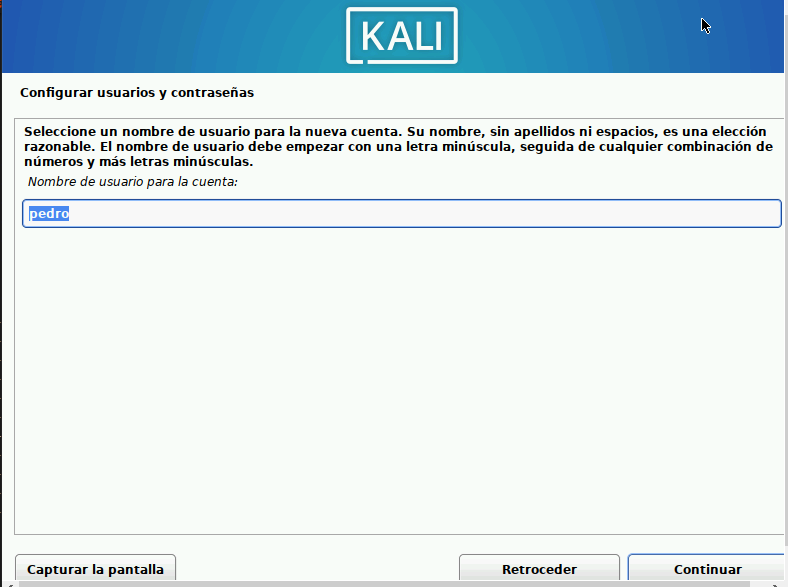 KALI
Configurar usuarios y contraseñas
Seleccione un nombre de usuario para la nueva cuenta. Su nombre, sin apellidos ni espacios, es una elección
razonable. El nombre de usuario debe empezar con una letra minúscula, seguida de cualquier combinación de
números y más letras minúsculas.
Nombre de usuario para la cuenta:
pedro
Capturar la pantalla
Retroceder
Continuar